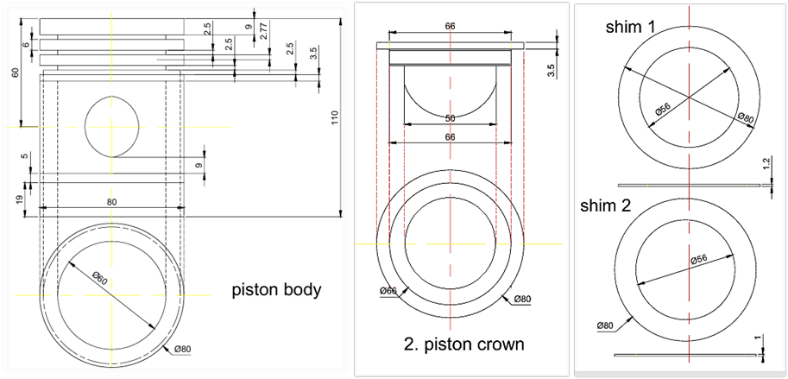 9
2.5
2.77
6
2.5
2.5
3.5
60
110
5
9
19
80
Ø60
piston body
Ø80
66
3.5
50
66
Ø66
Ø80
2. piston crown
shim 1
Ø56
Ø80
1.2
shim 2
Ø56
Ø80
1